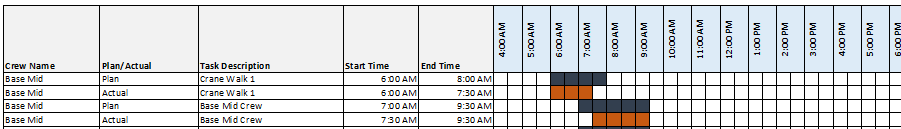 Crew Name Plan/Actual Task Description Start Time End Time 4:00 AM 5:00 AM 6:00 AM 7:00 AM 8:00 AM 9:00 AM 10:00 AM 11:00 AM 12:00 PM 1:00 PM 2:00 PM 3:00 PM 4:00 PM 5:00 PM 6:00 PM
Base Mid Plan Crane Walk 1 6:00 AM 8:00 AM
Base Mid Actual Crane Walk 1 6:00 AM 7:30 AM
Base Mid Plan Base Mid Crew 7:00 AM 9:30 AM
Base Mid Actual Base Mid Crew 7:30 AM 9:30 AM